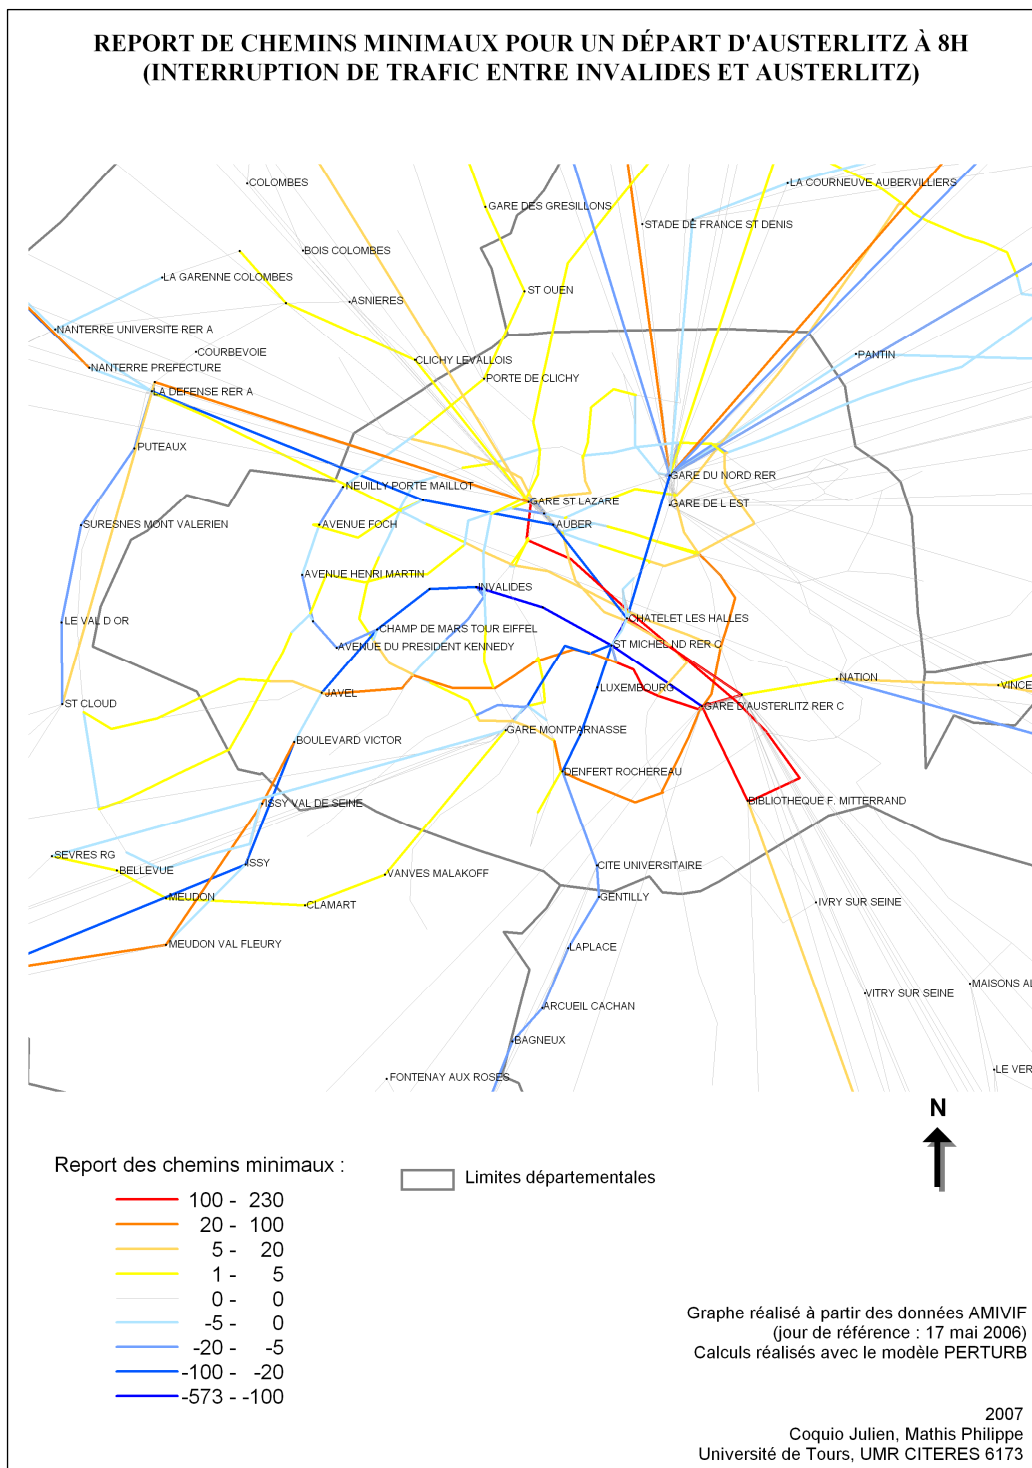 REPORT DE CHEMINS MINIMAUX POUR UN DÉPART D'AUSTERLITZ À 8H
(INTERRUPTION DE TRAFIC ENTRE INVALIDES ET AUSTERLITZ)
COLOMBES
LA COURNEUVE AUBERVILLIERS
GARE DES GRESILLONS
STADE DE FRANCE ST DENIS
BOIS COLOMBES
LA GARENNE COLOMBES
ST OUEN
ASNIERES
NANTERRE UNIVERSITE RER A
COURBEVOIE
PANTIN
CLICHY LEVALLOIS
NANTERRE PREFECTURE
PORTE DE CLICHY
LA DEFENSE RER A
PUTEAUX
GARE DU NORD RER
NEUILLY PORTE MAILLOT
GARE ST LAZARE
GARE DE L EST
SURESNES MONT VALERIEN
AVENUE FOCH
AUBER
AVENUE HENRI MARTIN
INVALIDES
LE VAL D OR
CHATELET LES HALLES
CHAMP DE MARS TOUR EIFFEL
AVENUE DU PRESIDENT KENNEDY
ST MICHEL ND RER C
NATION
VINCE
LUXEMBOURG
JAVEL
ST CLOUD
GARE D'AUSTERLITZ RER C
GARE MONTPARNASSE
BOULEVARD VICTOR
DENFERT ROCHEREAU
BIBLIOTHEQUE F. MITTERRAND
ISSY VAL DE SEINE
SEVRES RG
ISSY
CITE UNIVERSITAIRE
BELLEVUE
VANVES MALAKOFF
MEUDON
GENTILLY
CLAMART
IVRY SUR SEINE
MEUDON VAL FLEURY
LAPLACE
MAISONS AL
VITRY SUR SEINE
ARCUEIL CACHAN
BAGNEUX
LE VER
FONTENAY AUX ROSES
N
Report des chemins minimaux :
Limites départementales
100 - 230
20 - 100
5 - 20
1 - 5
0 - 0
-5 - 0
-20 - -5
-100 - -20
-573 - -100
Graphe réalisé à partir des données AMIVIF
(jour de référence : 17 mai 2006)
Calculs réalisés avec le modèle PERTURB
2007
Coquio Julien, Mathis Philippe
Université de Tours, UMR CITERES 6173